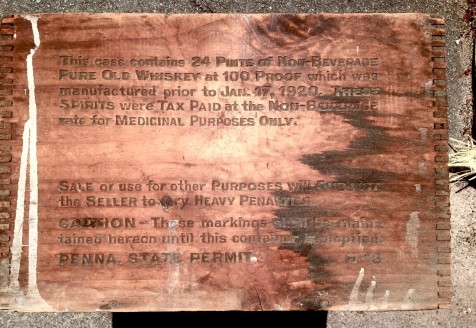 This case contains 24 Pints of Non-Beverage
Pure Old Whiskey at 100 Proof which was
manufactured prior to Jan. 17, 1920. These
Spirits were Tax Paid at the Non-Beverage
rate for Medicinal Purposes Only.
Sale or use for other Purposes will
the Seller to very Heavy Penalties.
Caution - These markings must be main-
tained hereon until this container is emptied.
Penna. State Permit